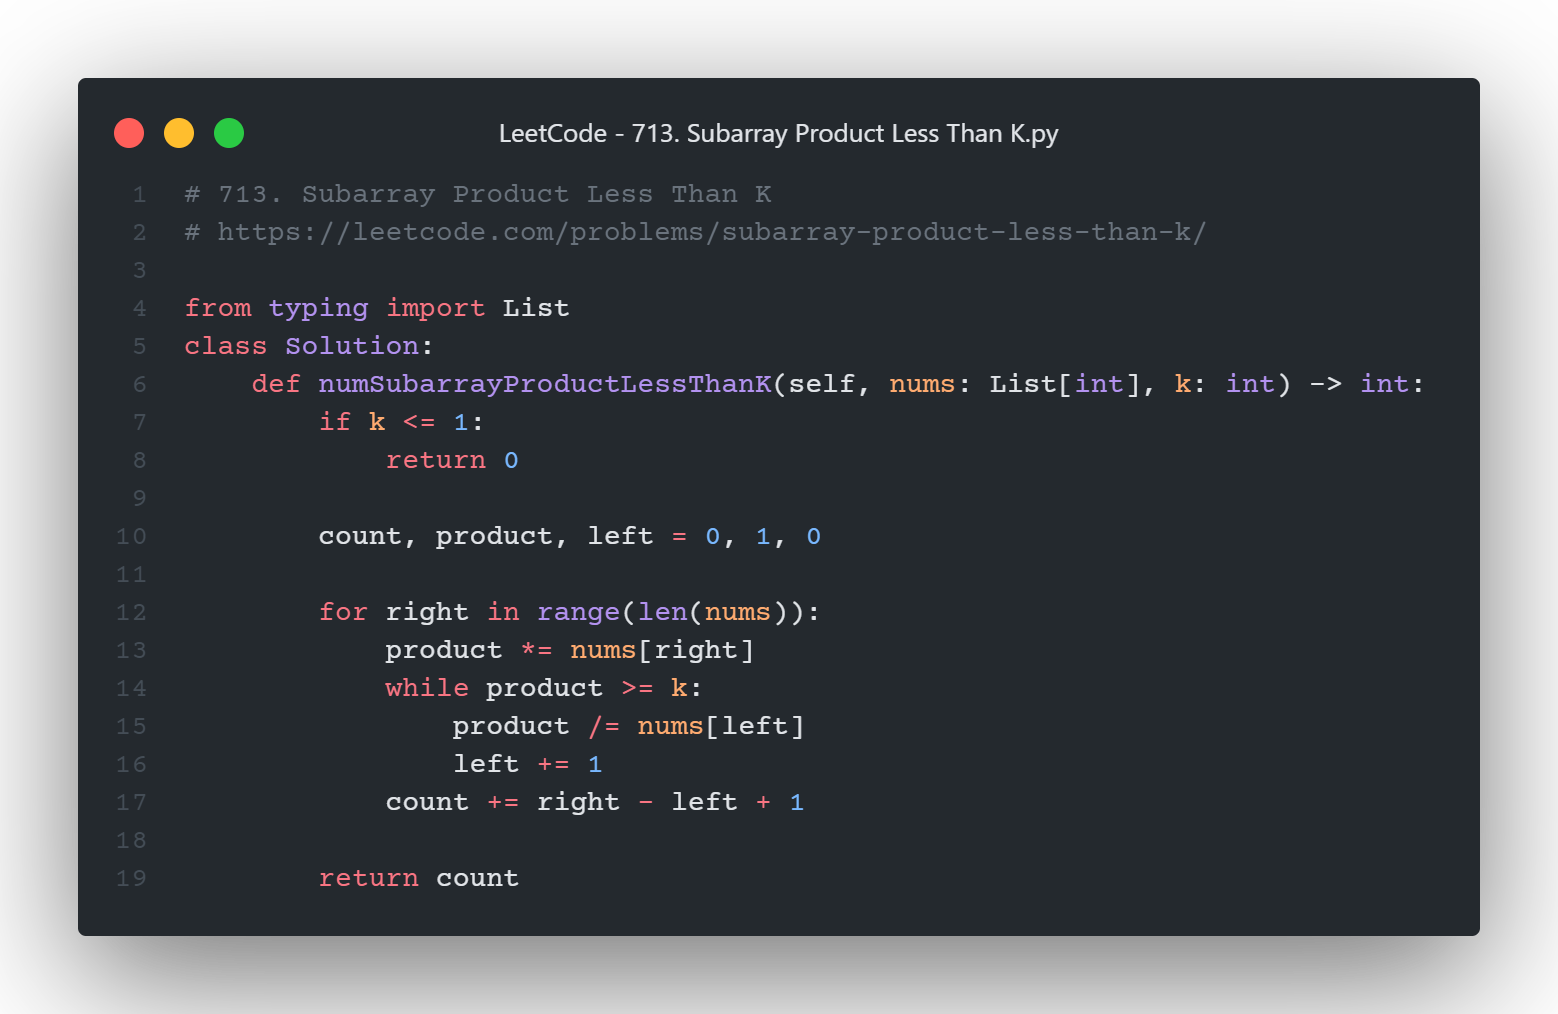 LeetCode - 713. Subarray Product Less Than K.py
1 # 713. Subarray Product Less Than K
2 # https://leetcode.com/problems/subarray-product-less-than-k/
3
4 from typing import List
5 class Solution:
6     def numSubarrayProductLessThanK(self, nums: List[int], k: int) -> int:
7         if k <= 1:
8             return 0
9
10         count, product, left = 0, 1, 0
11
12         for right in range(len(nums)):
13             product *= nums[right]
14             while product >= k:
15                 product /= nums[left]
16                 left += 1
17             count += right - left + 1
18
19         return count